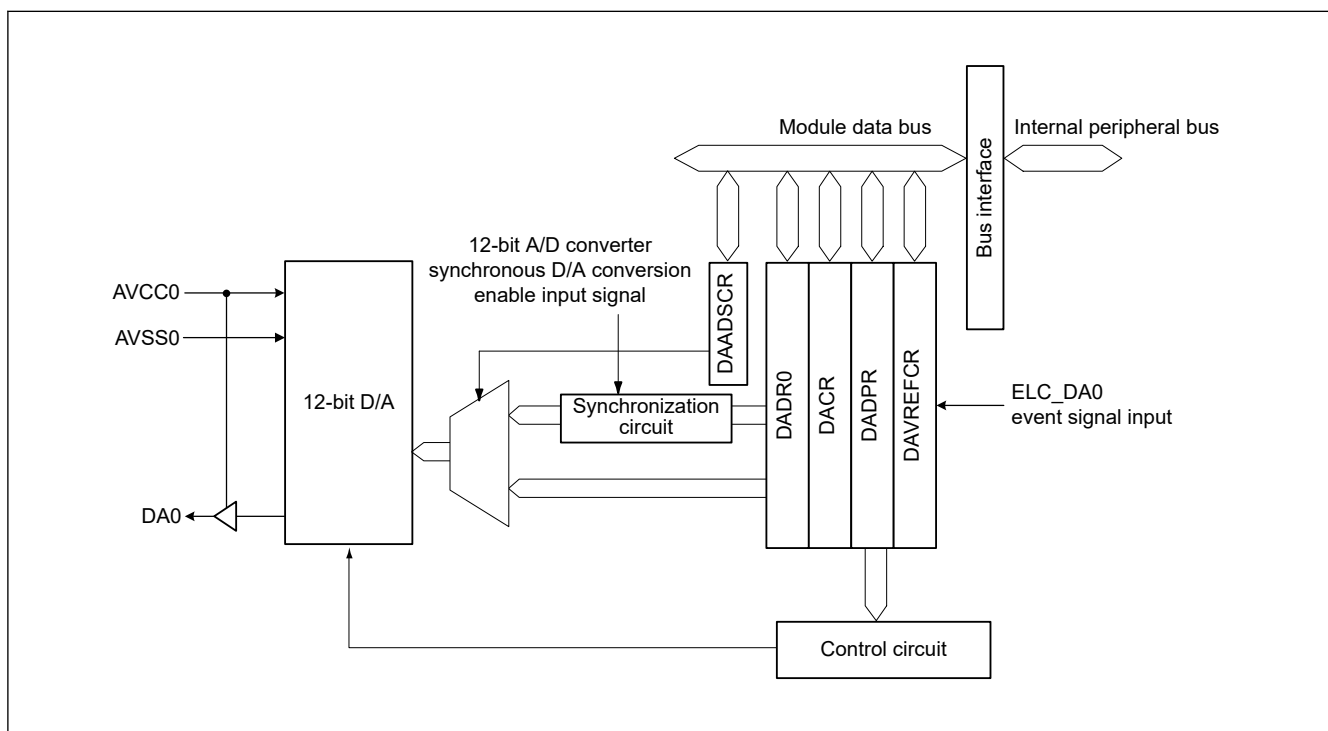 Module data bus
Internal peripheral bus
Bus interface
12-bit A/D converter
synchronous D/A conversion
enable input signal
AVCC0
AVSS0
12-bit D/A
DAADSCR
DADR0
DACR
DADPR
DAVREFCR
Synchronization
circuit
ELC_DA0
event signal input
DA0
Control circuit